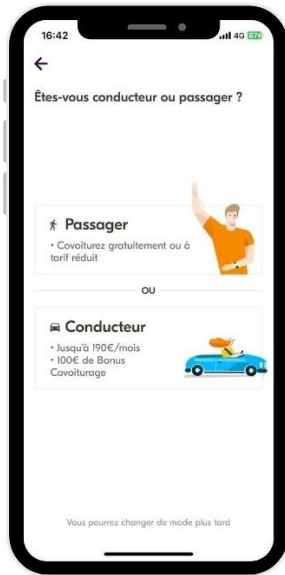 16:42 4G 87+
Êtes-vous conducteur ou passager ?
Passager
• Covoiturez gratuitement ou à
tarif réduit
OU
Conducteur
• Jusqu'à 190€/mois
• 100€ de Bonus
Covoiturage
Vous pourrez changer de mode plus tard